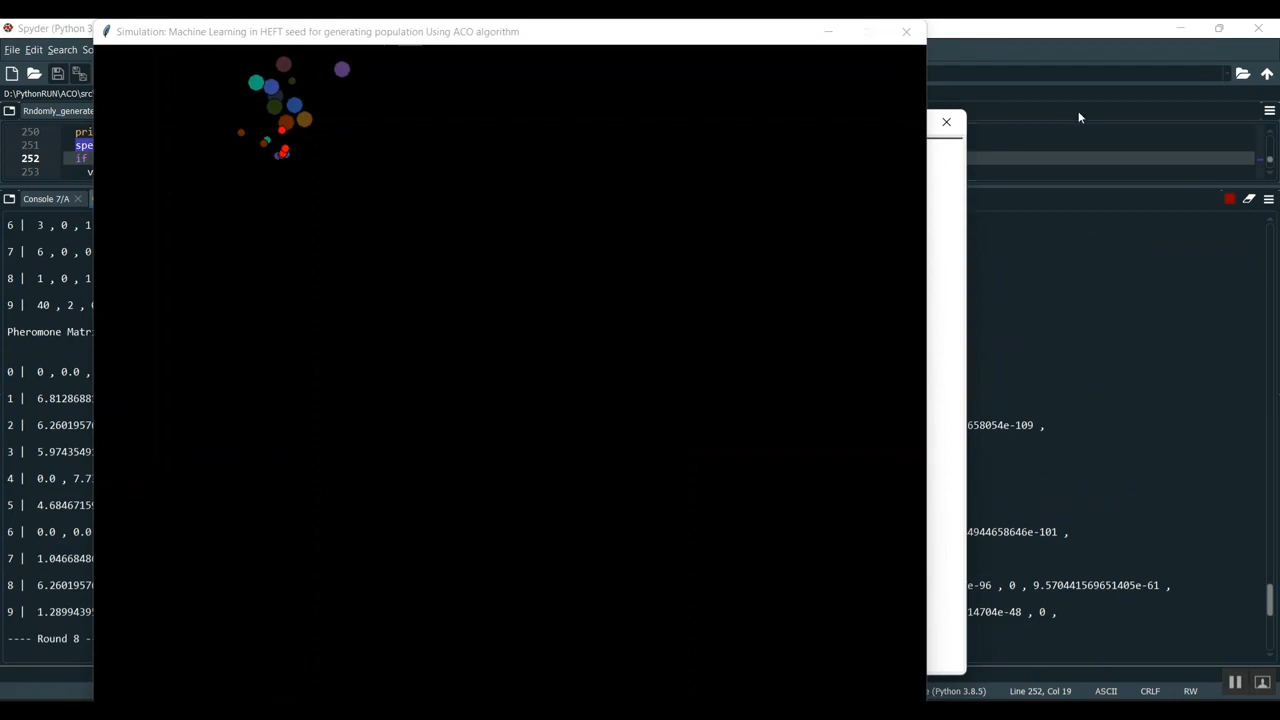 Spyder (Python 3
Simulation: Machine Learning in HEFT seed for generating population Using ACO algorithm
File Edit Search So
D:\PythonRUN\ACO\src
Rndomly_generate
250 pri
251 spe
252 if
253 v
Console 7/A
6 | 3 , 0 , 1
7 | 6 , 0 , 0
8 | 1 , 0 , 1
9 | 40 , 2 ,
Pheromone Matr
0 | 0 , 0.0 ,
1 | 6.8128688
2 | 6.2601957
658054e-109 ,
3 | 5.9743549
4 | 0.0 , 7.7
5 | 4.6846715
6 | 0.0 , 0.0
4944658646e-101 ,
7 | 1.0466848
8 | 6.2601957
e-96 , 0 , 9.570441569651405e-61 ,
9 | 1.2899439
14704e-48 , 0 ,
---- Round 8 --
e (Python 3.8.5) Line 252, Col 19 ASCII CRLF RW